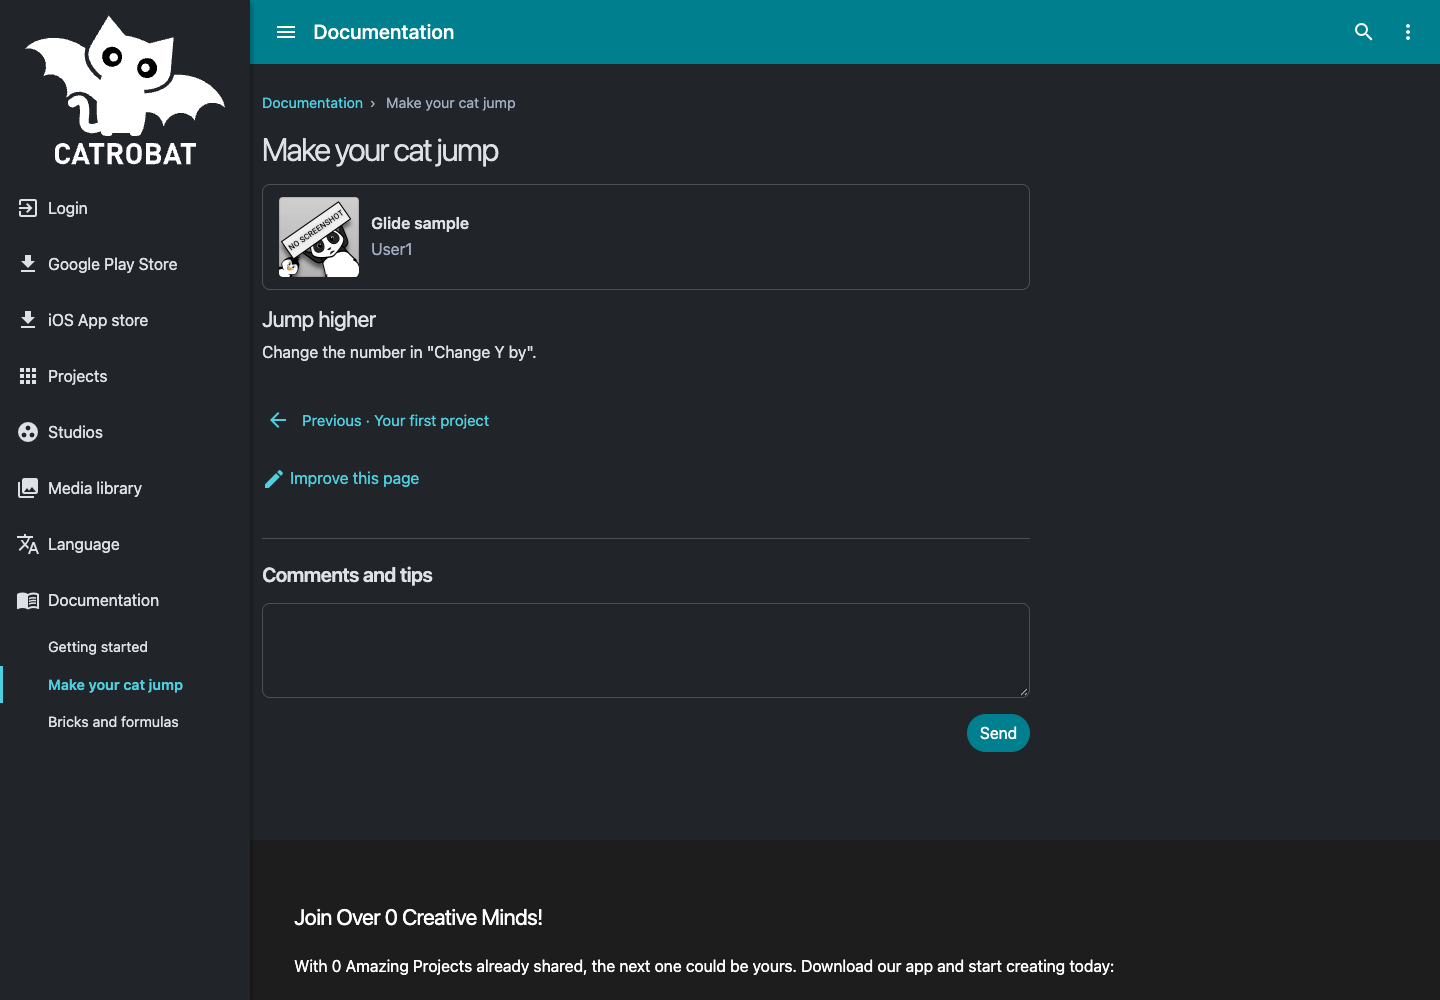 CATROBAT
Login
Google Play Store
iOS App store
Projects
Studios
Media library
Language
Documentation
Getting started
Make your cat jump
Bricks and formulas
Documentation
Documentation › Make your cat jump
Make your cat jump
NO SCREENSHOT
Glide sample
User1
Jump higher
Change the number in "Change Y by".
Previous · Your first project
Improve this page
Comments and tips
Send
Join Over 0 Creative Minds!
With 0 Amazing Projects already shared, the next one could be yours. Download our app and start creating today: